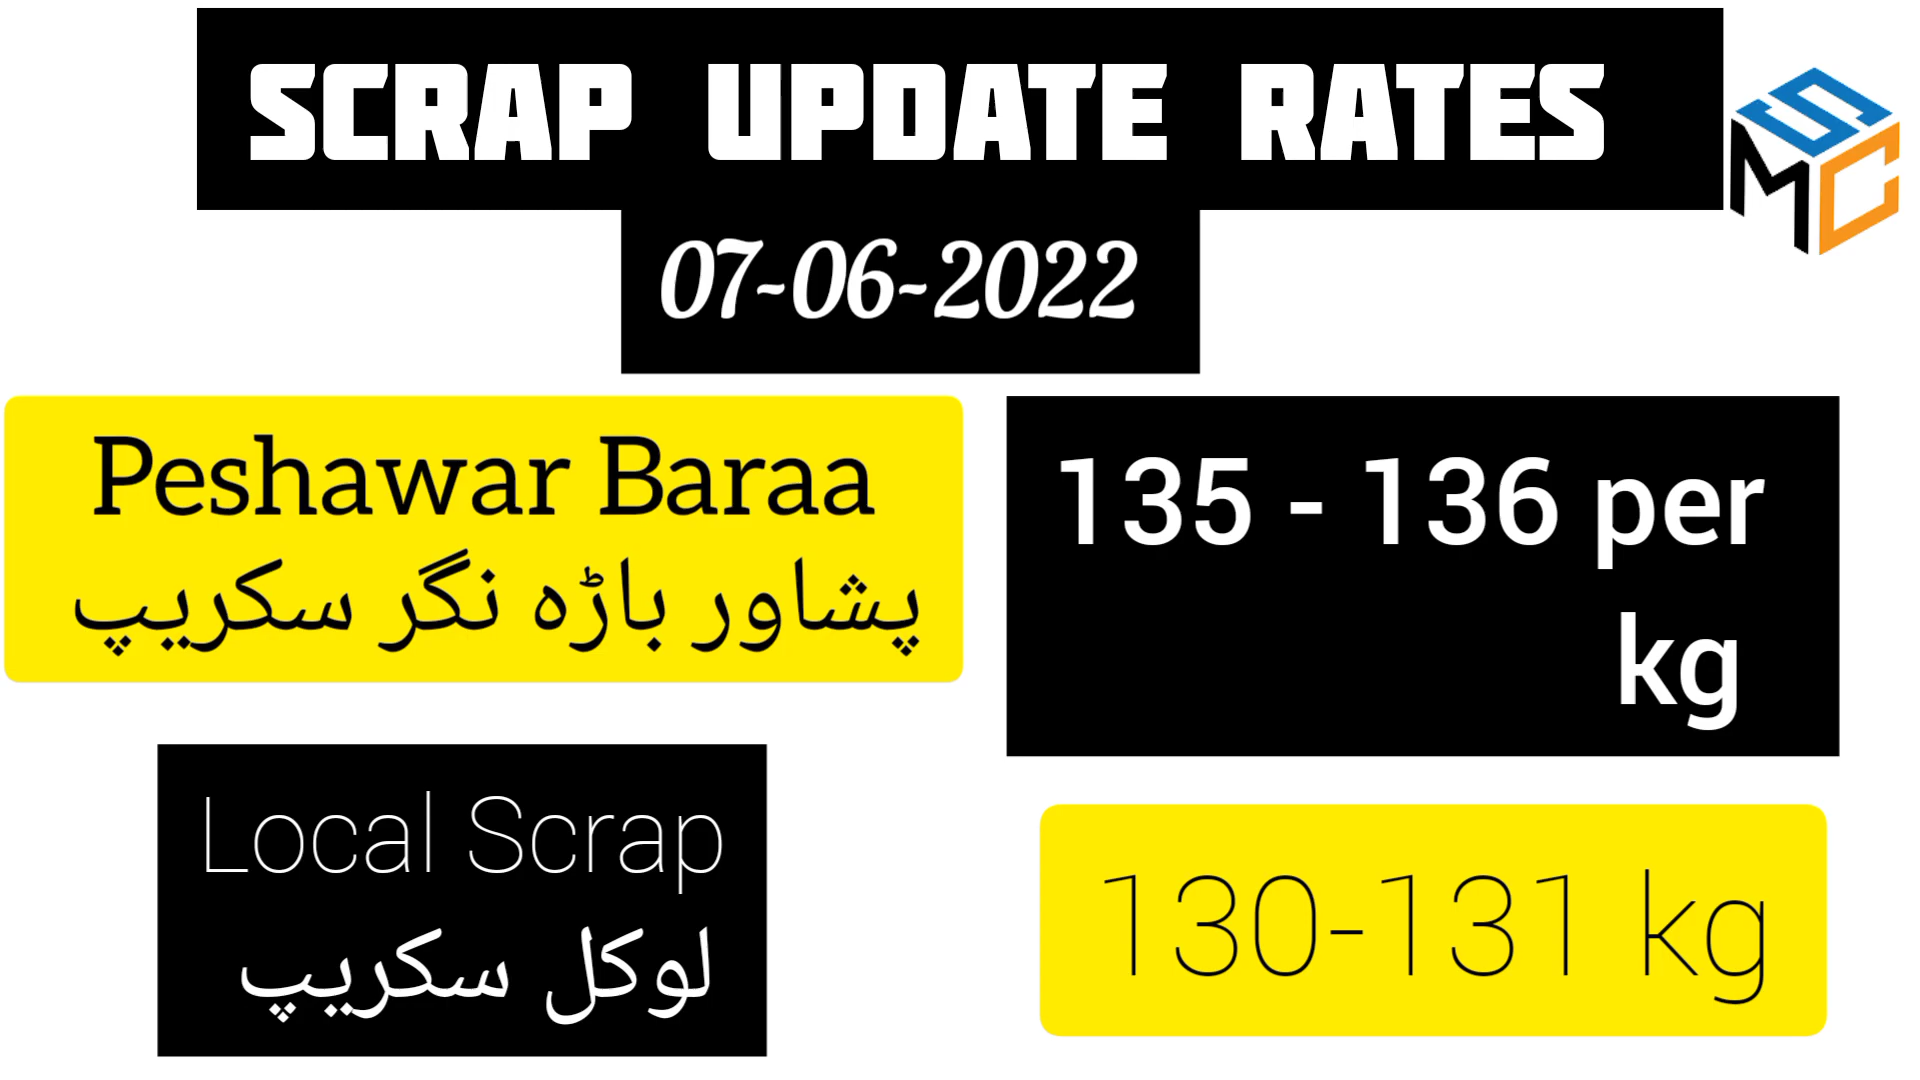 SCRAP UPDATE RATES
SMC
07-06-2022
Peshawar Baraa
پشاور باڑہ نگر سکریپ
135 - 136 per
kg
Local Scrap
لوکل سکریپ
130-131 kg